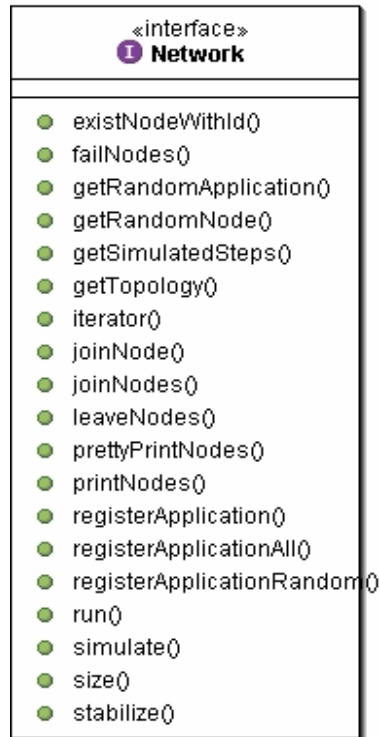 «interface»
I Network
existNodeWithId()
failNodes()
getRandomApplication()
getRandomNode()
getSimulatedSteps()
getTopology()
iterator()
joinNode()
joinNodes()
leaveNodes()
prettyPrintNodes()
printNodes()
registerApplication()
registerApplicationAll()
registerApplicationRandom()
run()
simulate()
size()
stabilize()